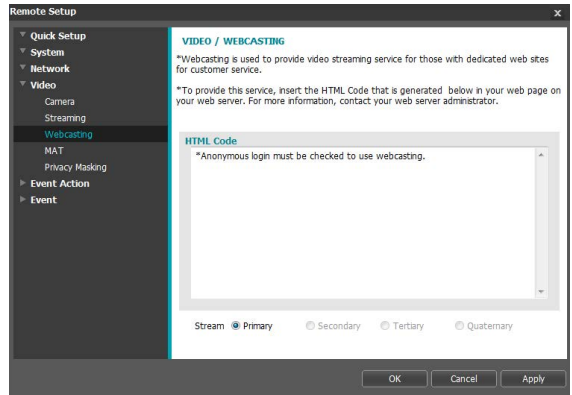 Remote Setup
x
Quick Setup
System
Network
Video
Camera
Streaming
Webcasting
MAT
Privacy Masking
Event Action
Event
VIDEO / WEBCASTING
*Webcasting is used to provide video streaming service for those with dedicated web sites
for customer service.
*To provide this service, insert the HTML Code that is generated below in your web page on
your web server. For more information, contact your web server administrator.
HTML Code
*Anonymous login must be checked to use webcasting.
Stream Primary Secondary Tertiary Quaternary
OK Cancel Apply